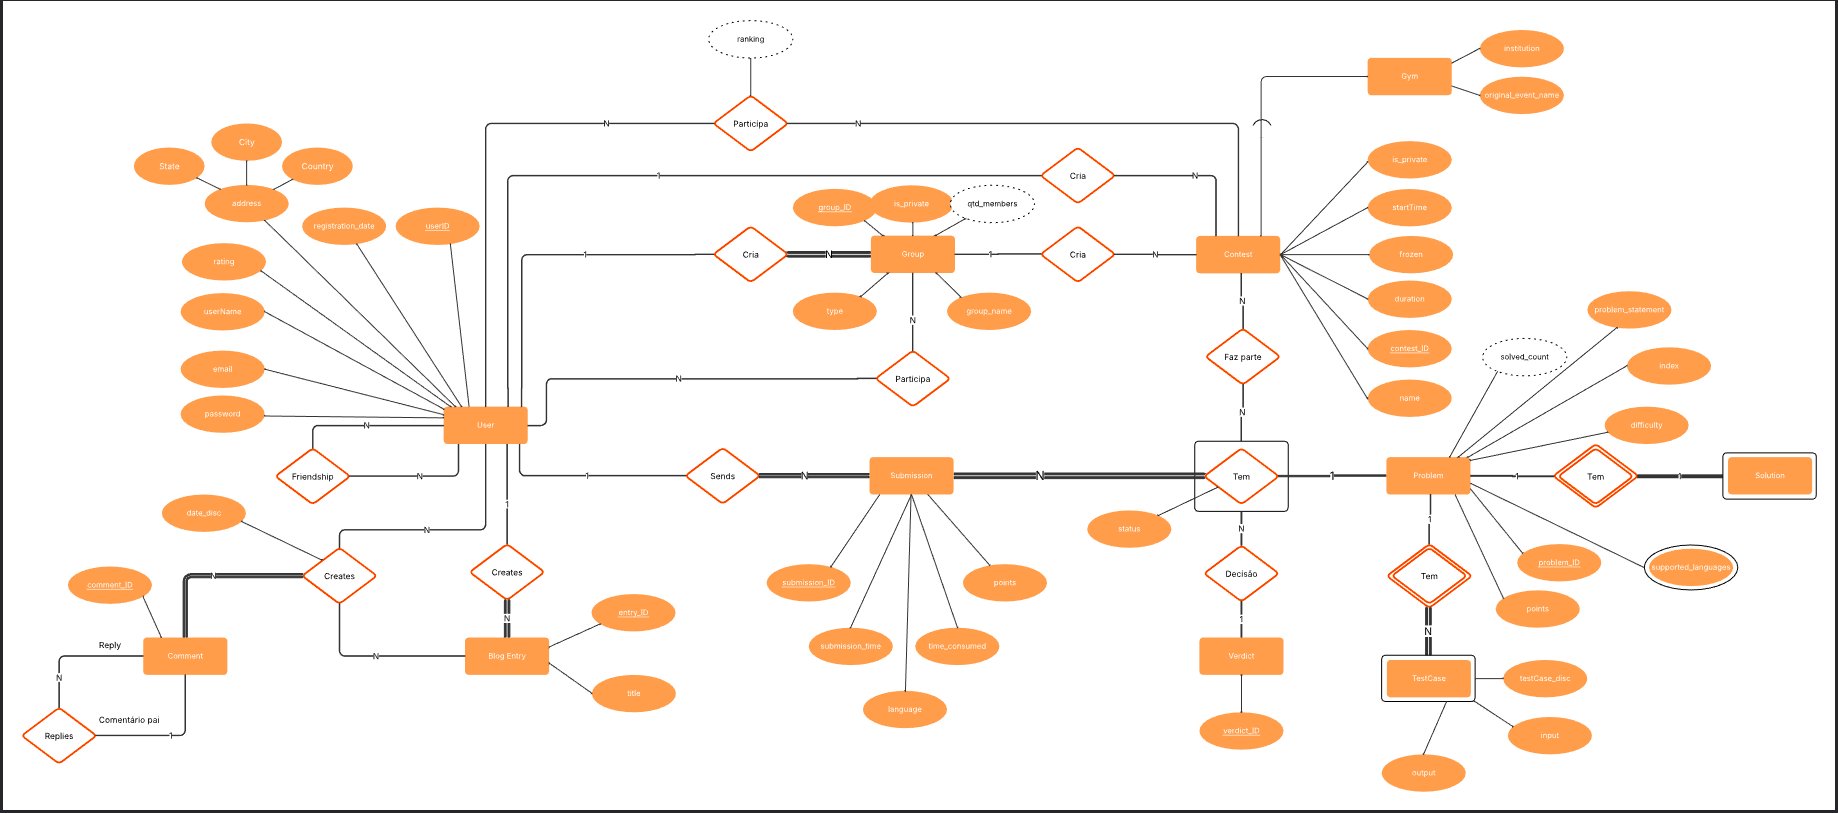 ranking
institution
Gym
original_event_name
Participa
N
N
City
State
Country
is_private
Cria
1
N
address
group_ID
is_private
qtd_members
startTime
registration_date
userID
Cria
1
N
Group
1
Cria
N
Contest
frozen
rating
userName
type
group_name
N
duration
problem_statement
N
Faz parte
contest_ID
solved_count
index
email
N
Participa
name
password
N
User
N
difficulty
Friendship
N
1
Sends
N
Submission
N
Tem
1
Problem
1
Tem
1
Solution
date_disc
N
1
status
N
1
comment_ID
N
Creates
Creates
submission_ID
points
Decisão
Tem
problem_ID
supported_languages
points
entry_ID
N
1
N
Reply
Comment
N
Blog Entry
submission_time
time_consumed
Verdict
N
TestCase
testCase_disc
title
language
Comentário pai
Replies
1
verdict_ID
input
output